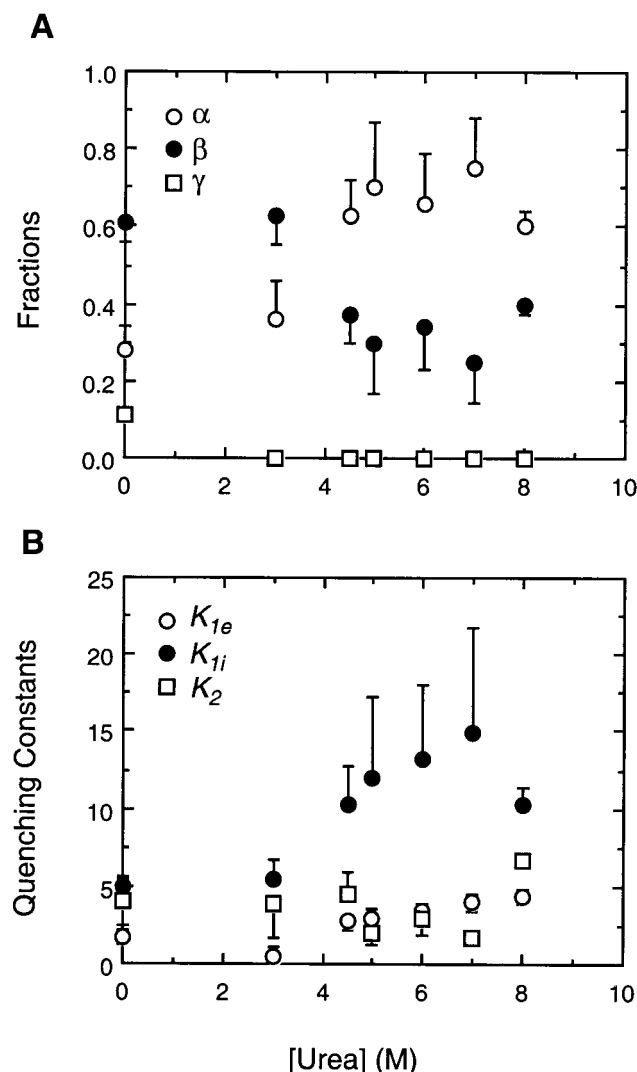 A
1.0
0.8
0.6
0.4
0.2
0.0
Fractions
α
β
γ
0 2 4 6 8 10
B
25
20
15
10
5
0
Quenching Constants
K1e
K1i
K2
0 2 4 6 8 10
[Urea] (M)